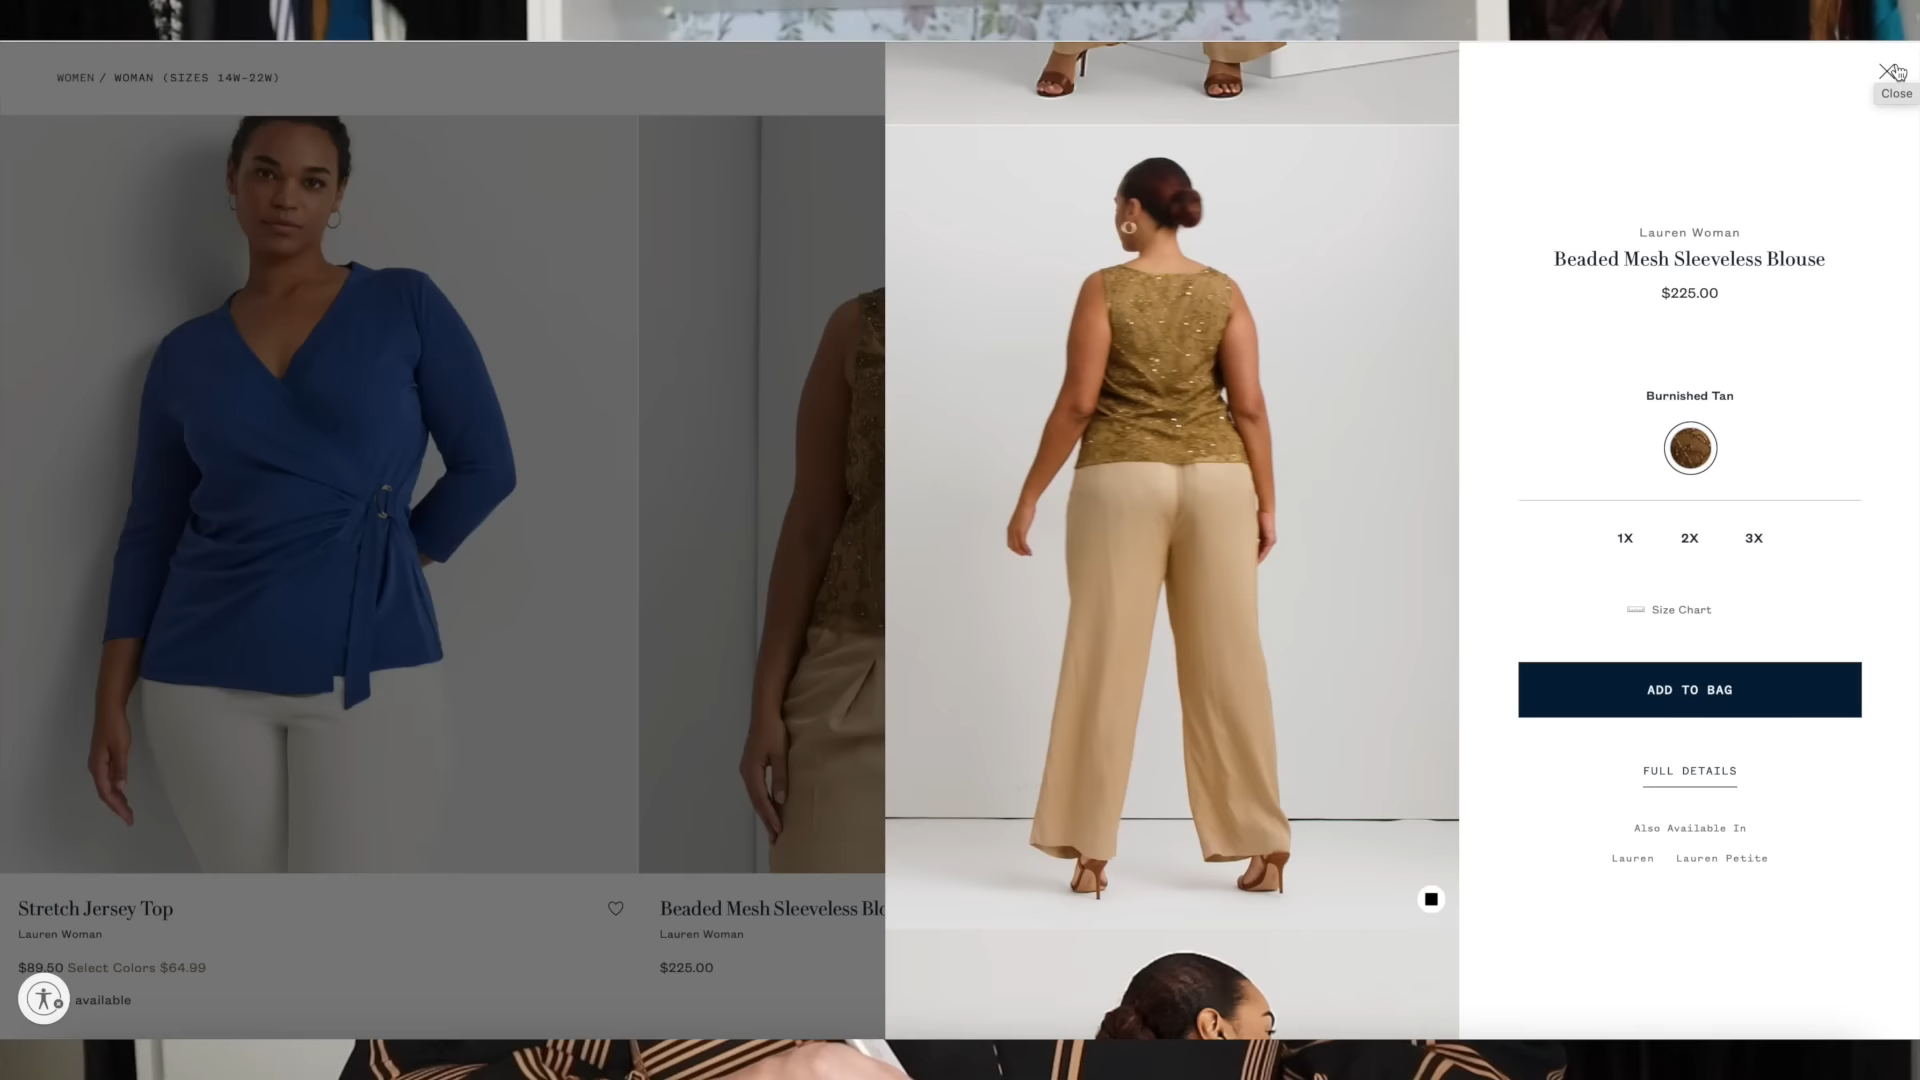 WOMEN / WOMAN (SIZES 14W-22W)
Close
Lauren Woman
Beaded Mesh Sleeveless Blouse
$225.00
Burnished Tan
1X 2X 3X
Size Chart
ADD TO BAG
FULL DETAILS
Also Available In
Lauren Lauren Petite
Stretch Jersey Top
Lauren Woman
$89.50 Select Colors $64.99
available
Beaded Mesh Sleeveless Blo
Lauren Woman
$225.00